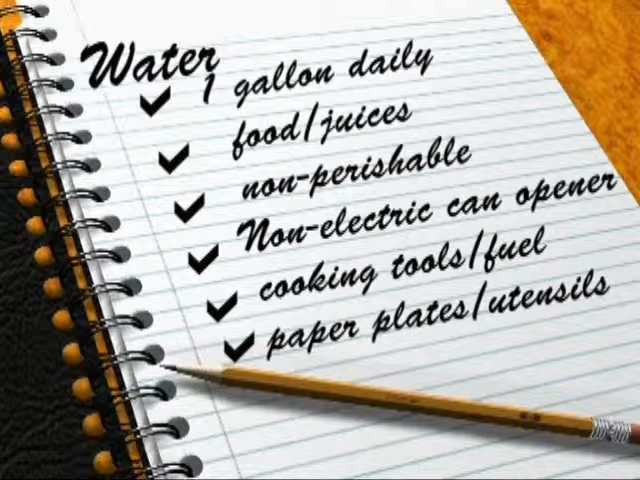 Water
1 gallon daily
food/juices
non-perishable
Non-electric can opener
cooking tools/fuel
paper plates/utensils